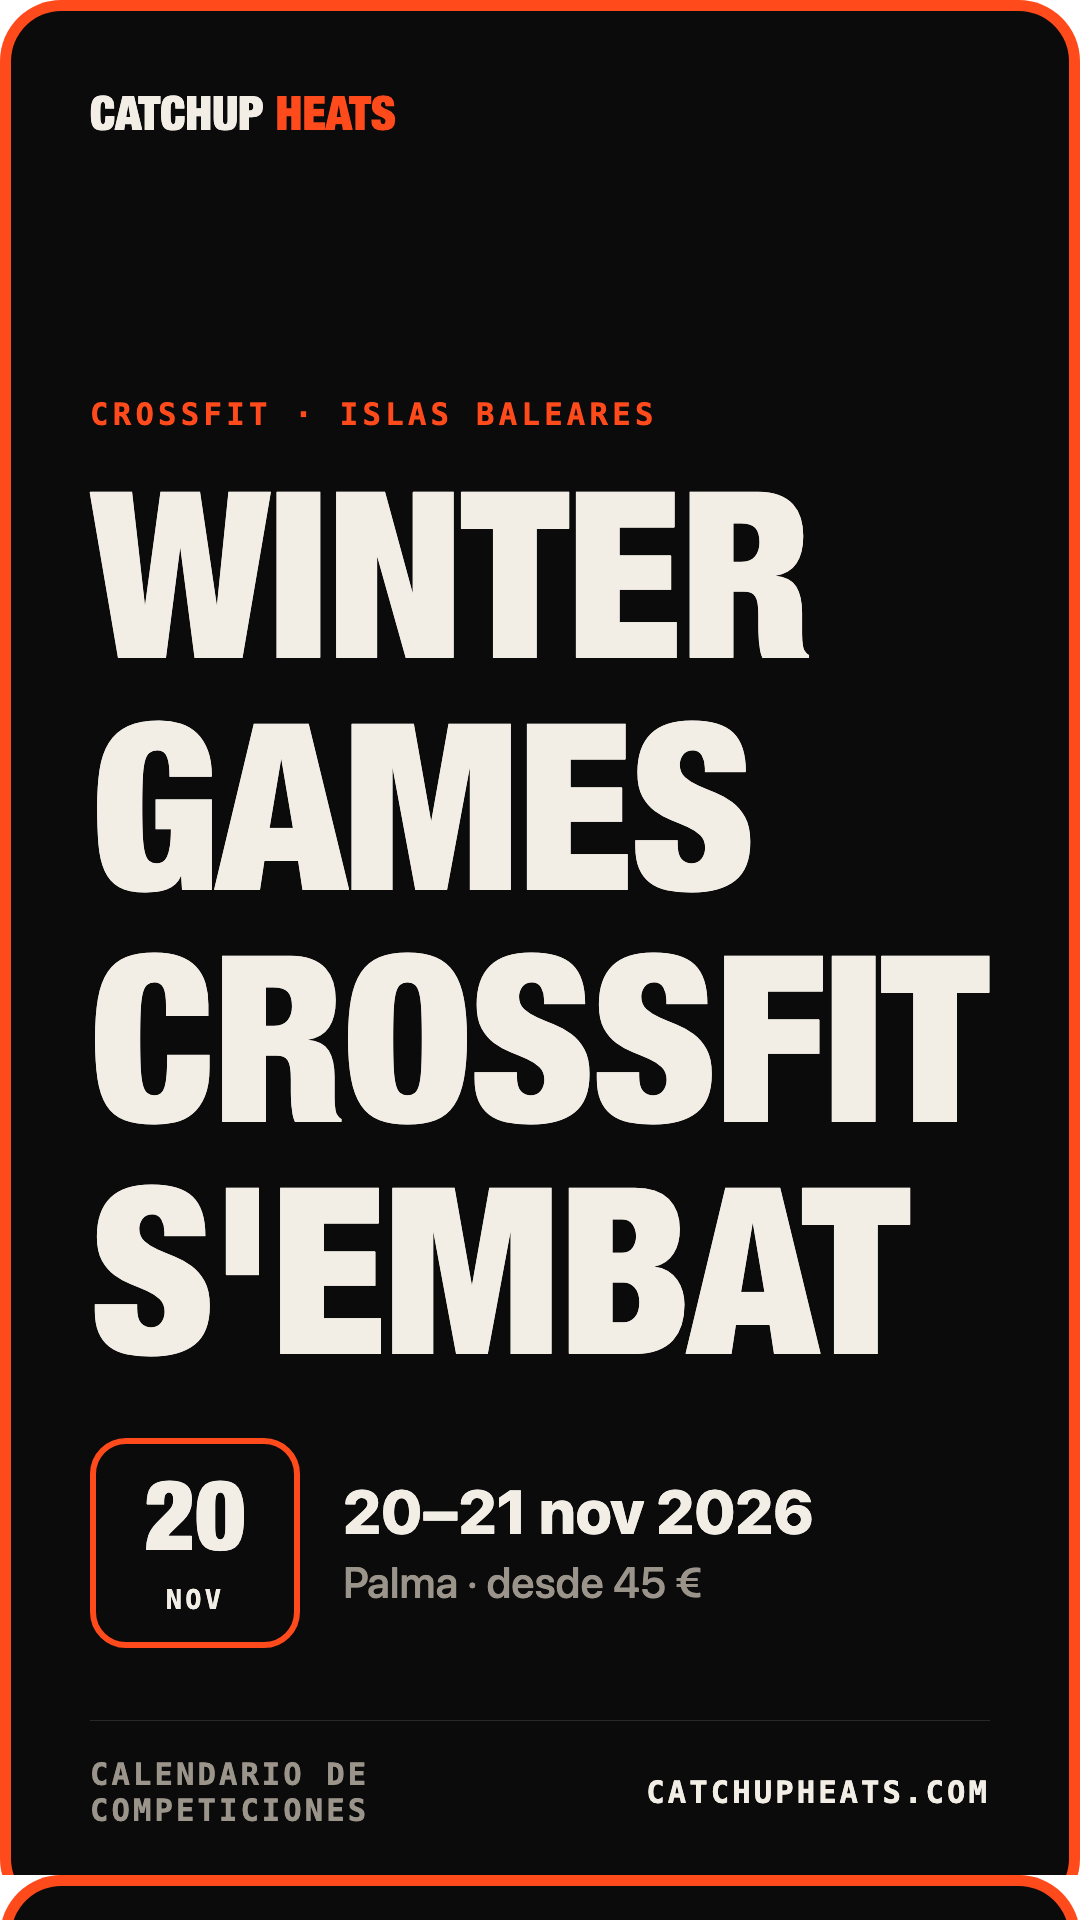 CATCHUP HEATS
CROSSFIT · ISLAS BALEARES
WINTER
GAMES
CROSSFIT
S'EMBAT
20
NOV
20–21 nov 2026
Palma · desde 45 €
CALENDARIO DE
COMPETICIONES
CATCHUPHEATS.COM